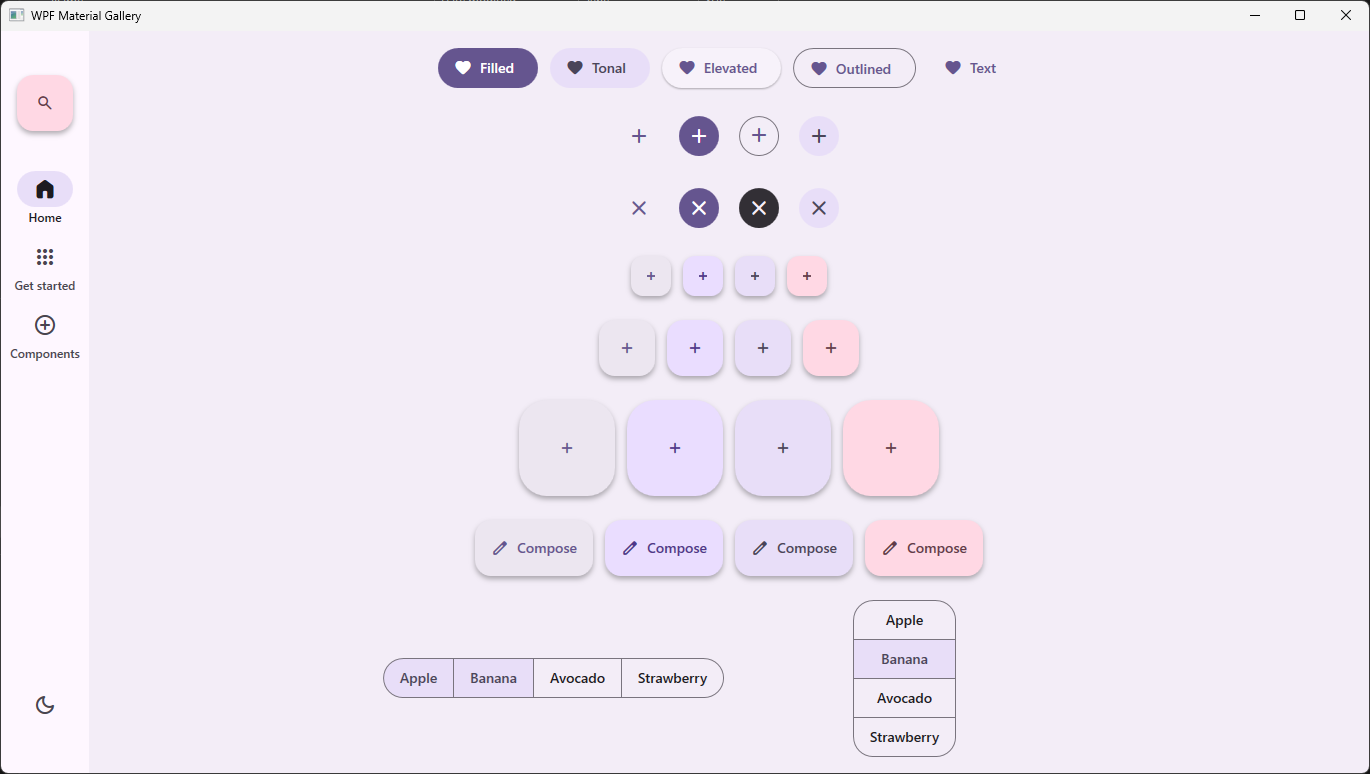 WPF Material Gallery
Filled Tonal Elevated Outlined Text
Home
Get started
Components
Compose Compose Compose Compose
Apple Banana Avocado Strawberry
Apple
Banana
Avocado
Strawberry